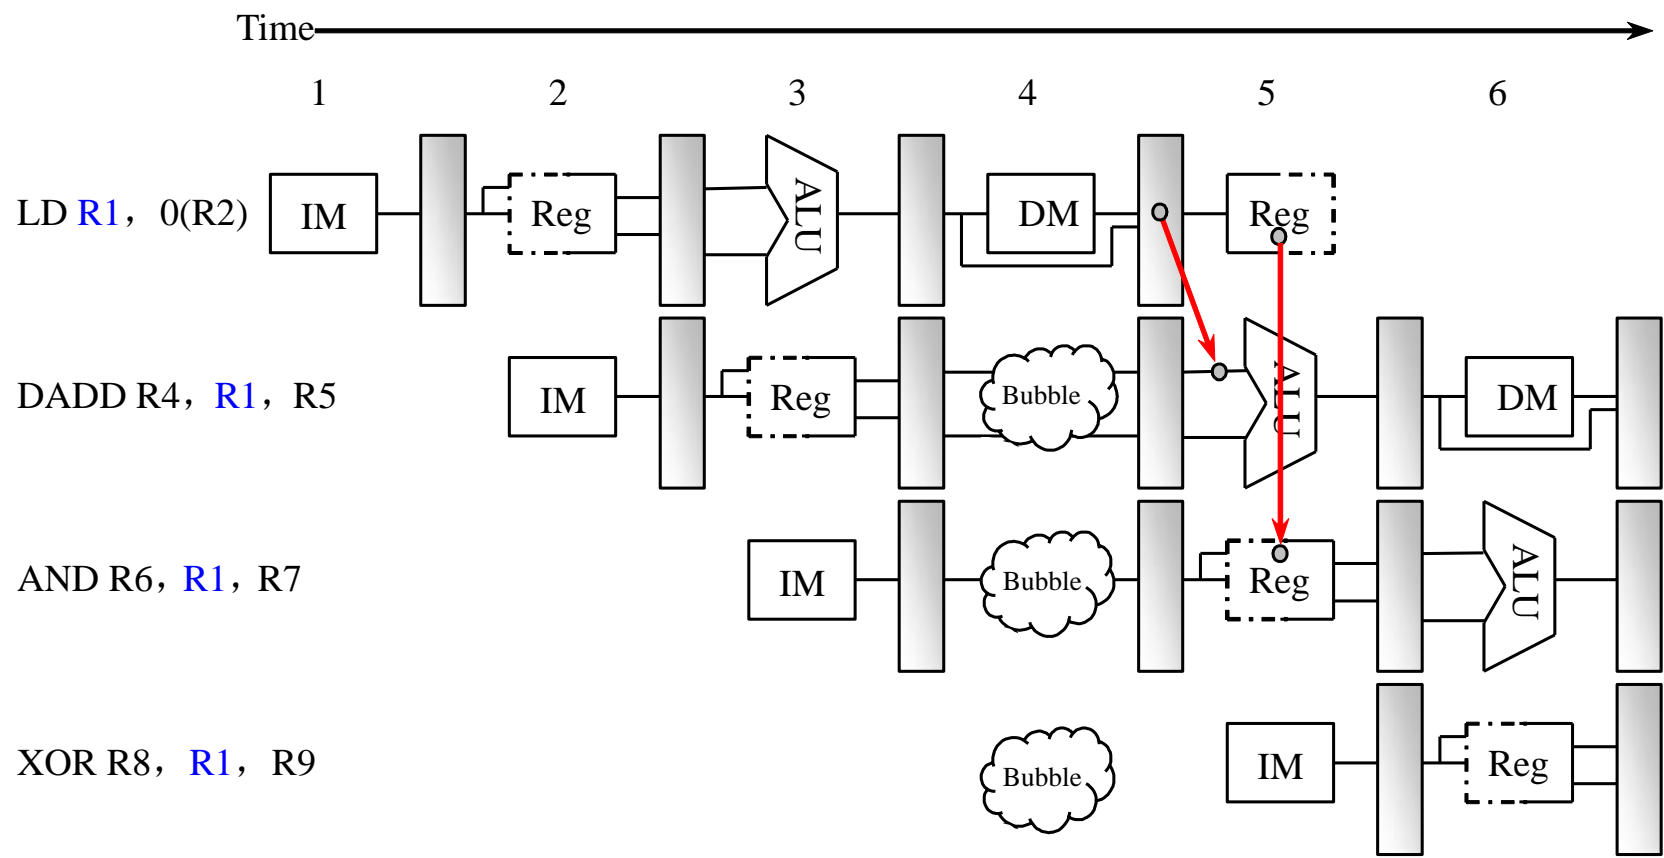 Time
1 2 3 4 5 6
LD R1，0(R2) IM Reg ALU DM Reg
DADD R4，R1，R5 IM Reg Bubble ALU DM
AND R6，R1，R7 IM Bubble Reg ALU
XOR R8，R1，R9 Bubble IM Reg